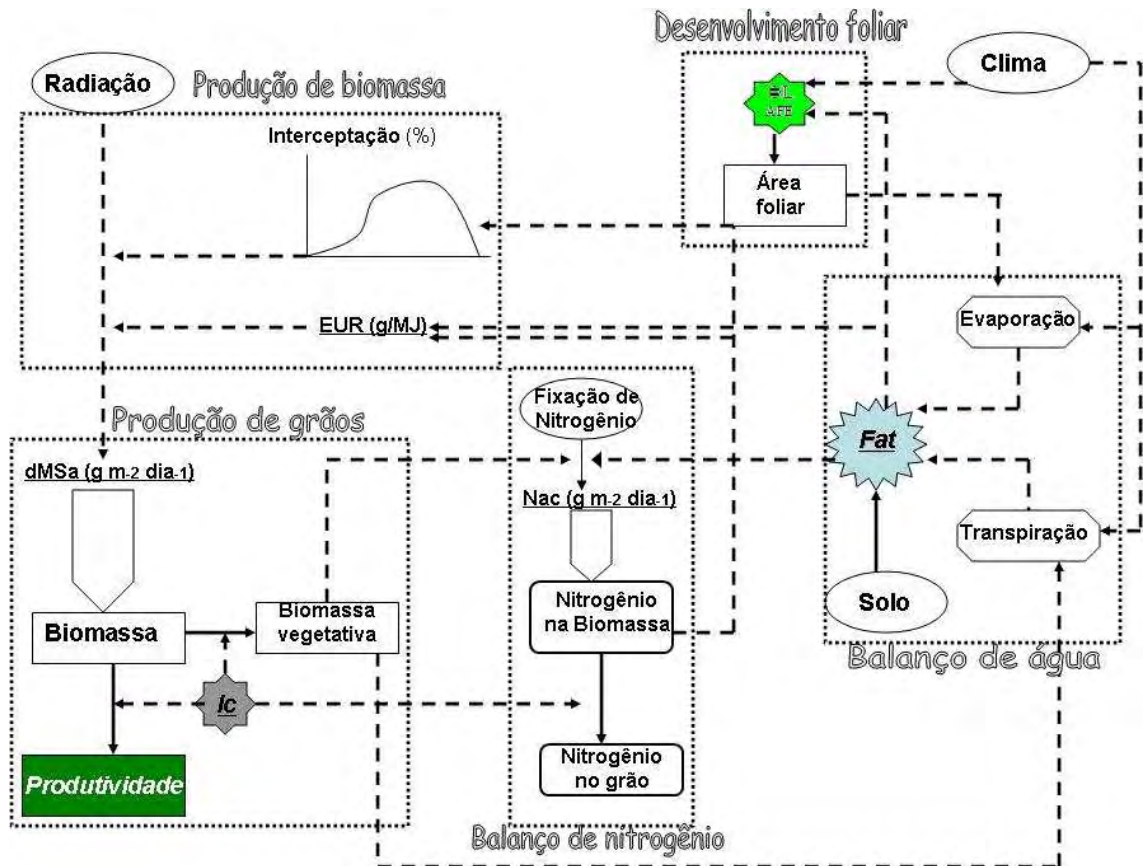 Desenvolvimento foliar
Radiação
Produção de biomassa
Clima
AFE
Interceptação (%)
Área
foliar
EUR (g/MJ)
Evaporação
Fixação de
Nitrogênio
Produção de grãos
Fat
dMSa (g m-2 dia-1)
Nac (g m-2 dia-1)
Transpiração
Solo
Biomassa
Biomassa
vegetativa
Nitrogênio
na Biomassa
Balanço de água
Ic
Produtividade
Nitrogênio
no grão
Balanço de nitrogênio